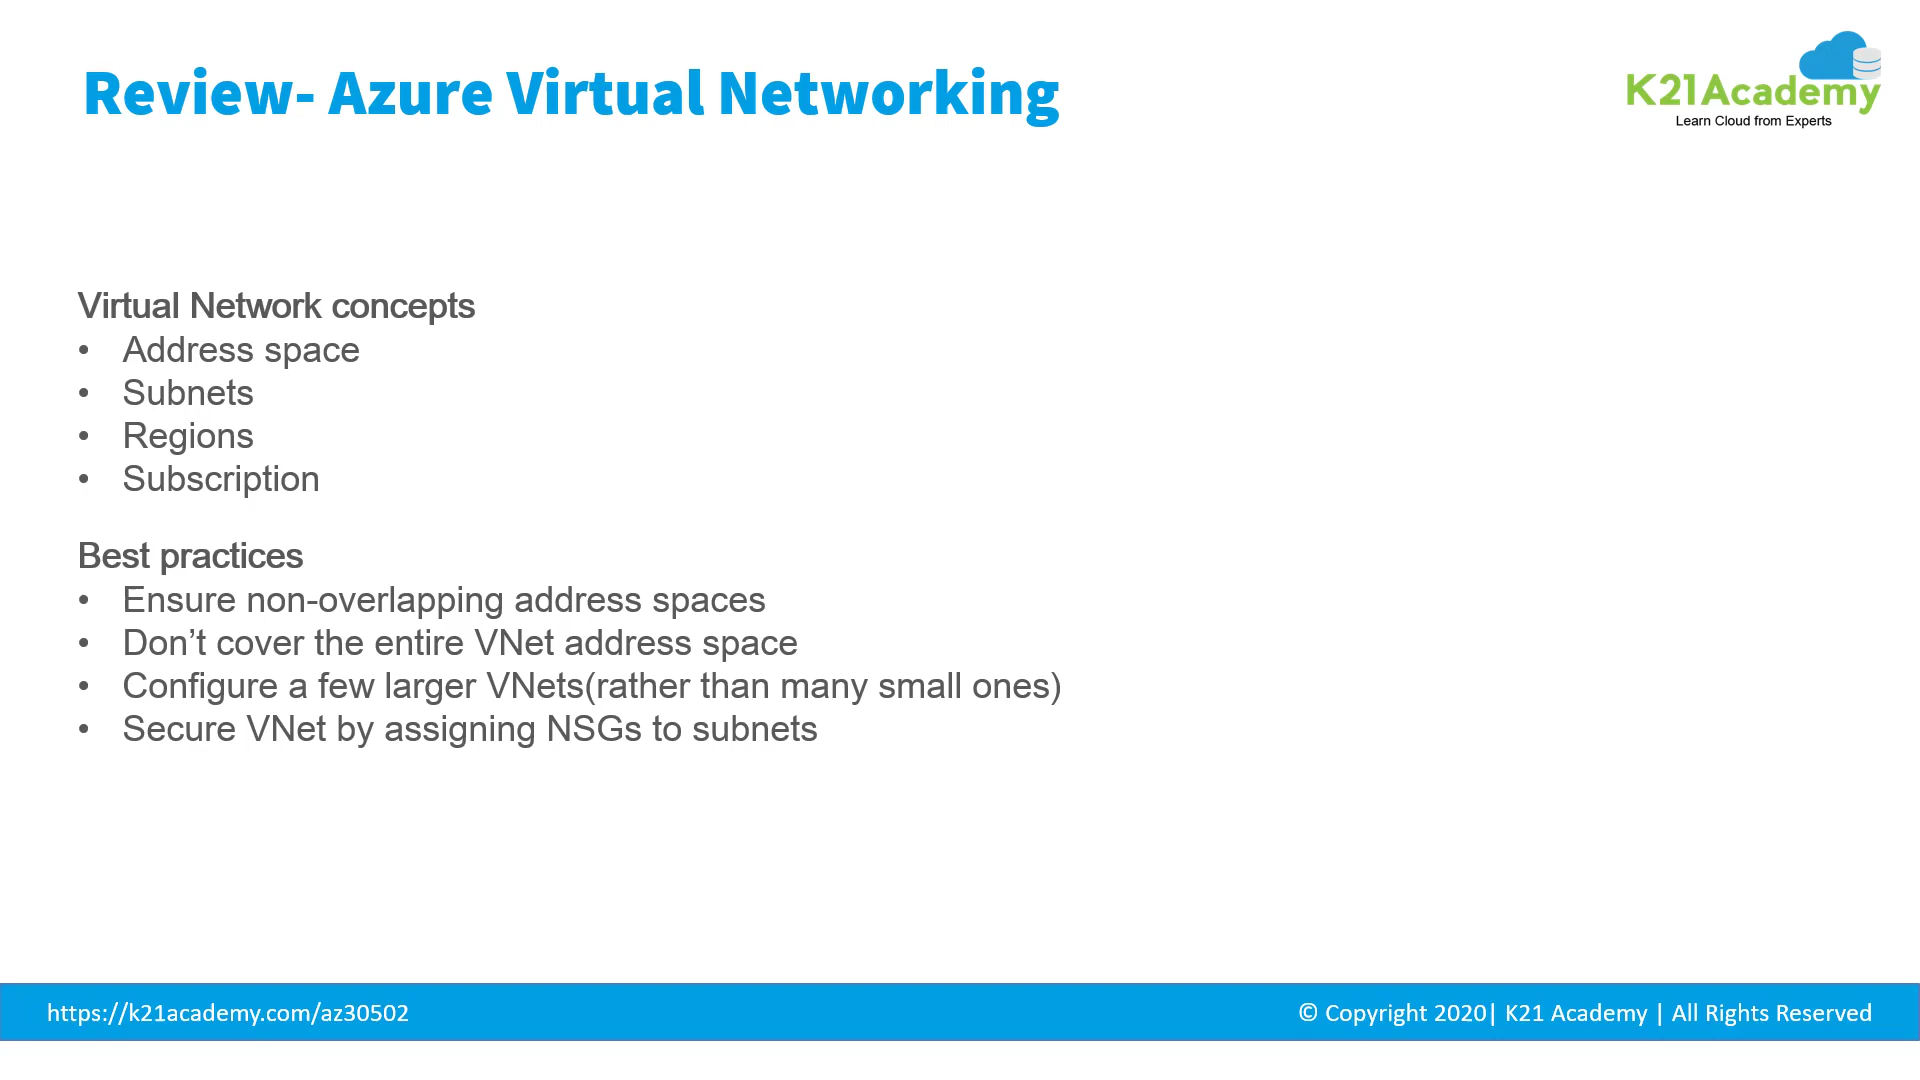 Review- Azure Virtual Networking
K21Academy
Learn Cloud from Experts
Virtual Network concepts
• Address space
• Subnets
• Regions
• Subscription
Best practices
• Ensure non-overlapping address spaces
• Don’t cover the entire VNet address space
• Configure a few larger VNets(rather than many small ones)
• Secure VNet by assigning NSGs to subnets
https://k21academy.com/az30502
© Copyright 2020| K21 Academy | All Rights Reserved